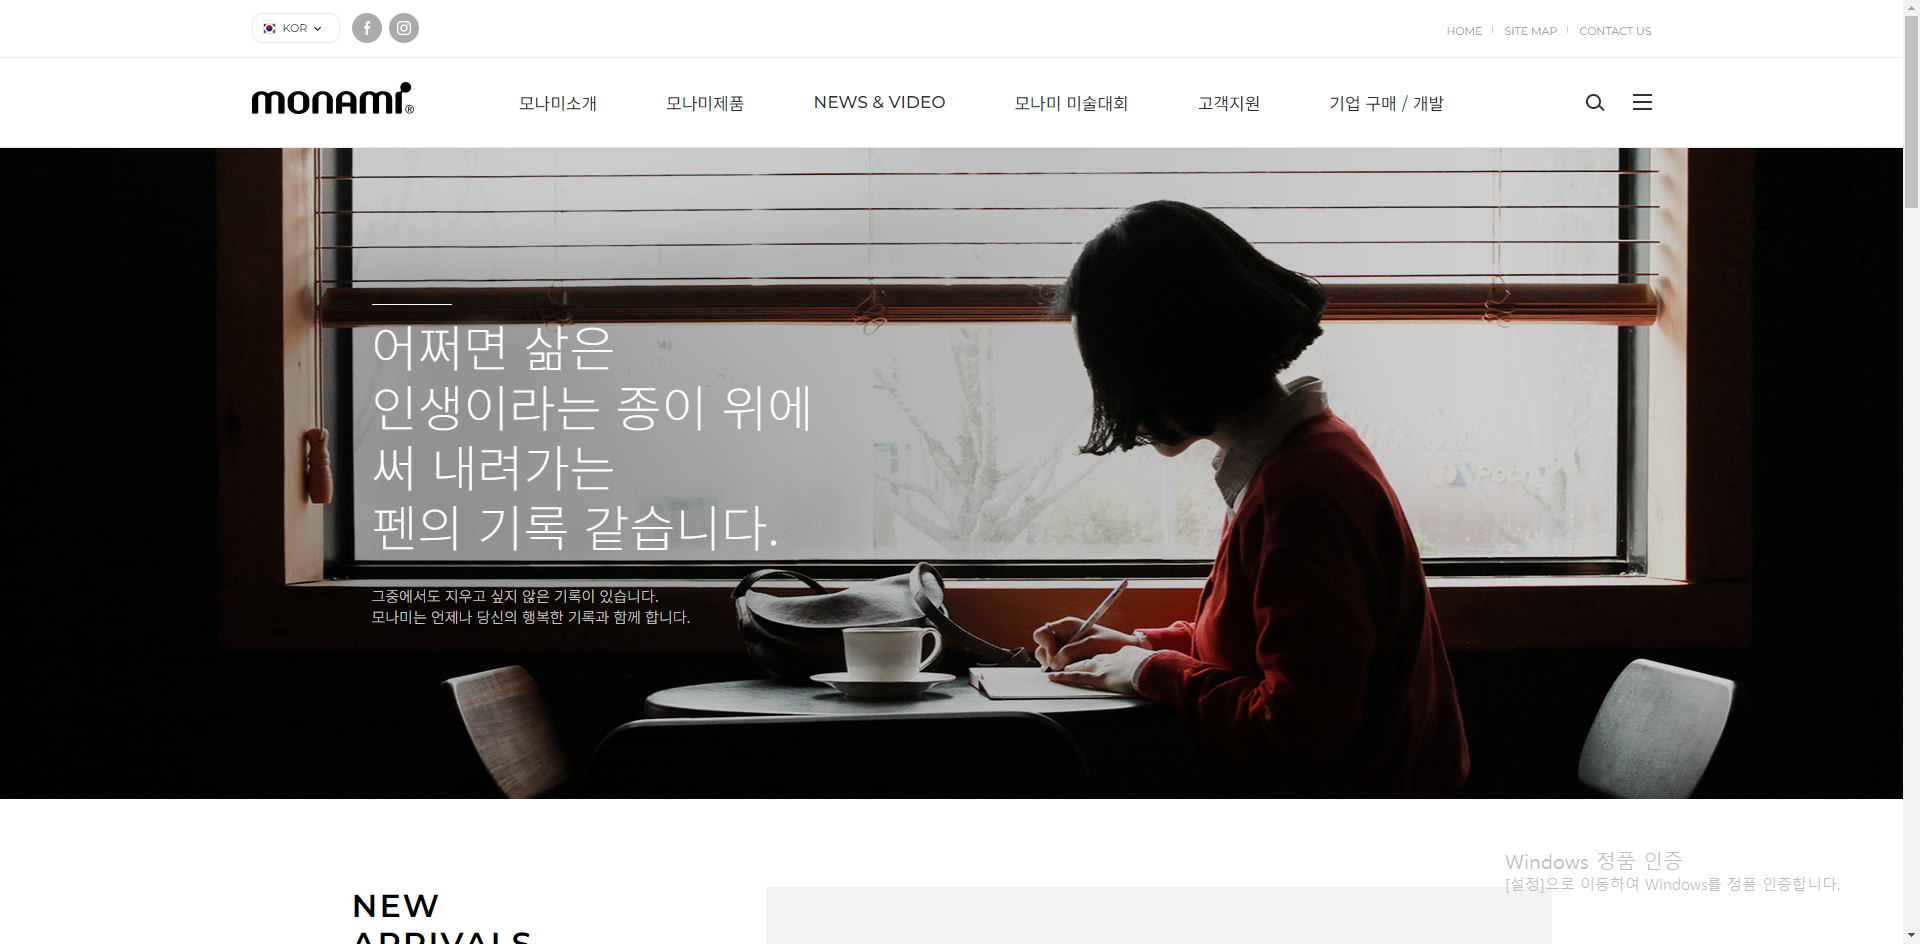 KOR
HOME
SITE MAP
CONTACT US
monami®
모나미소개
모나미제품
NEWS & VIDEO
모나미 미술대회
고객지원
기업 구매 / 개발
어쩌면 삶은
인생이라는 종이 위에
써 내려가는
펜의 기록 같습니다.
그중에서도 지우고 싶지 않은 기록이 있습니다.
모나미는 언제나 당신의 행복한 기록과 함께 합니다.
Windows 정품 인증
[설정]으로 이동하여 Windows를 정품 인증합니다.
NEW
ARRIVALS